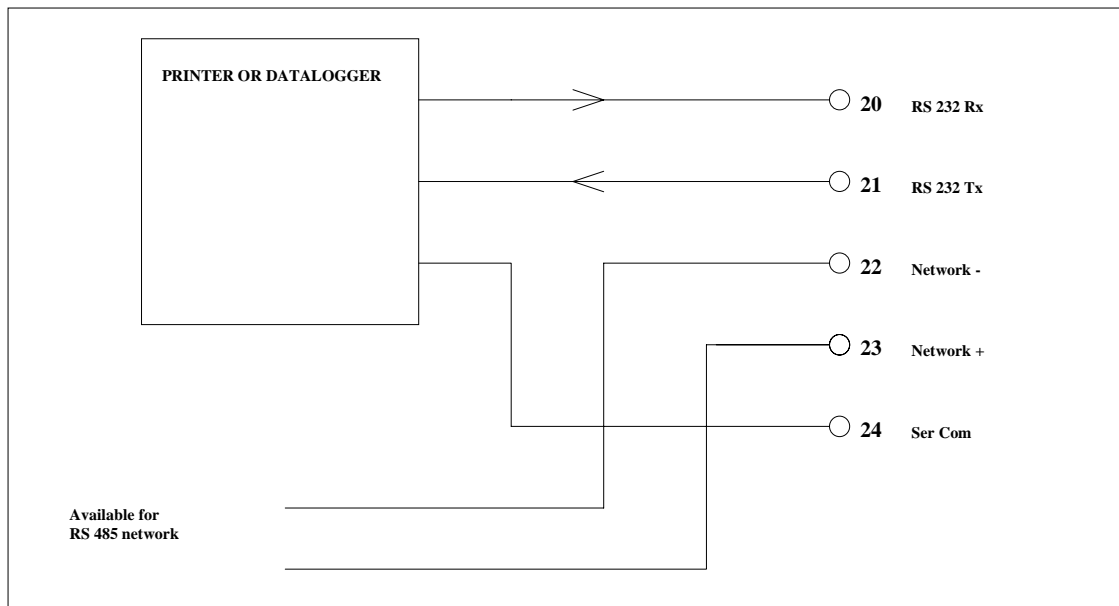 PRINTER OR DATALOGGER
20 RS 232 Rx
21 RS 232 Tx
22 Network -
23 Network +
24 Ser Com
Available for
RS 485 network